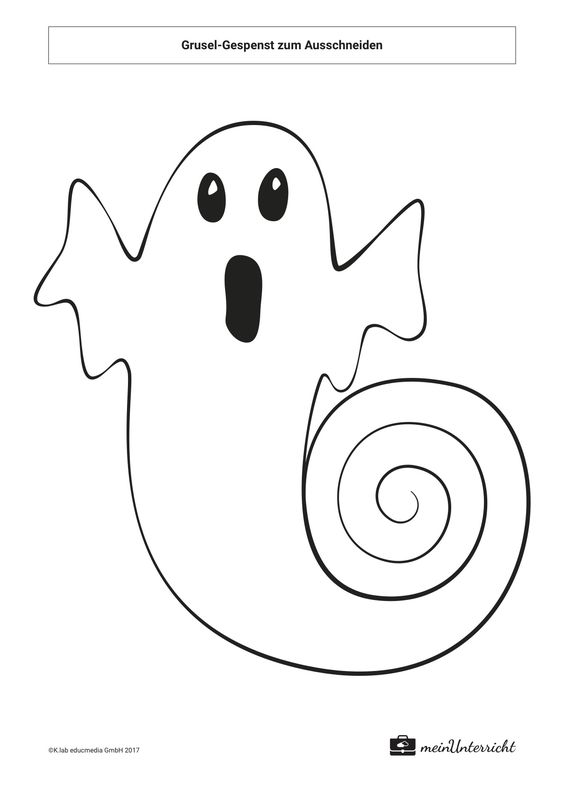 Grusel-Gespenst zum Ausschneiden
©K.lab educmedia GmbH 2017
meinUnterricht